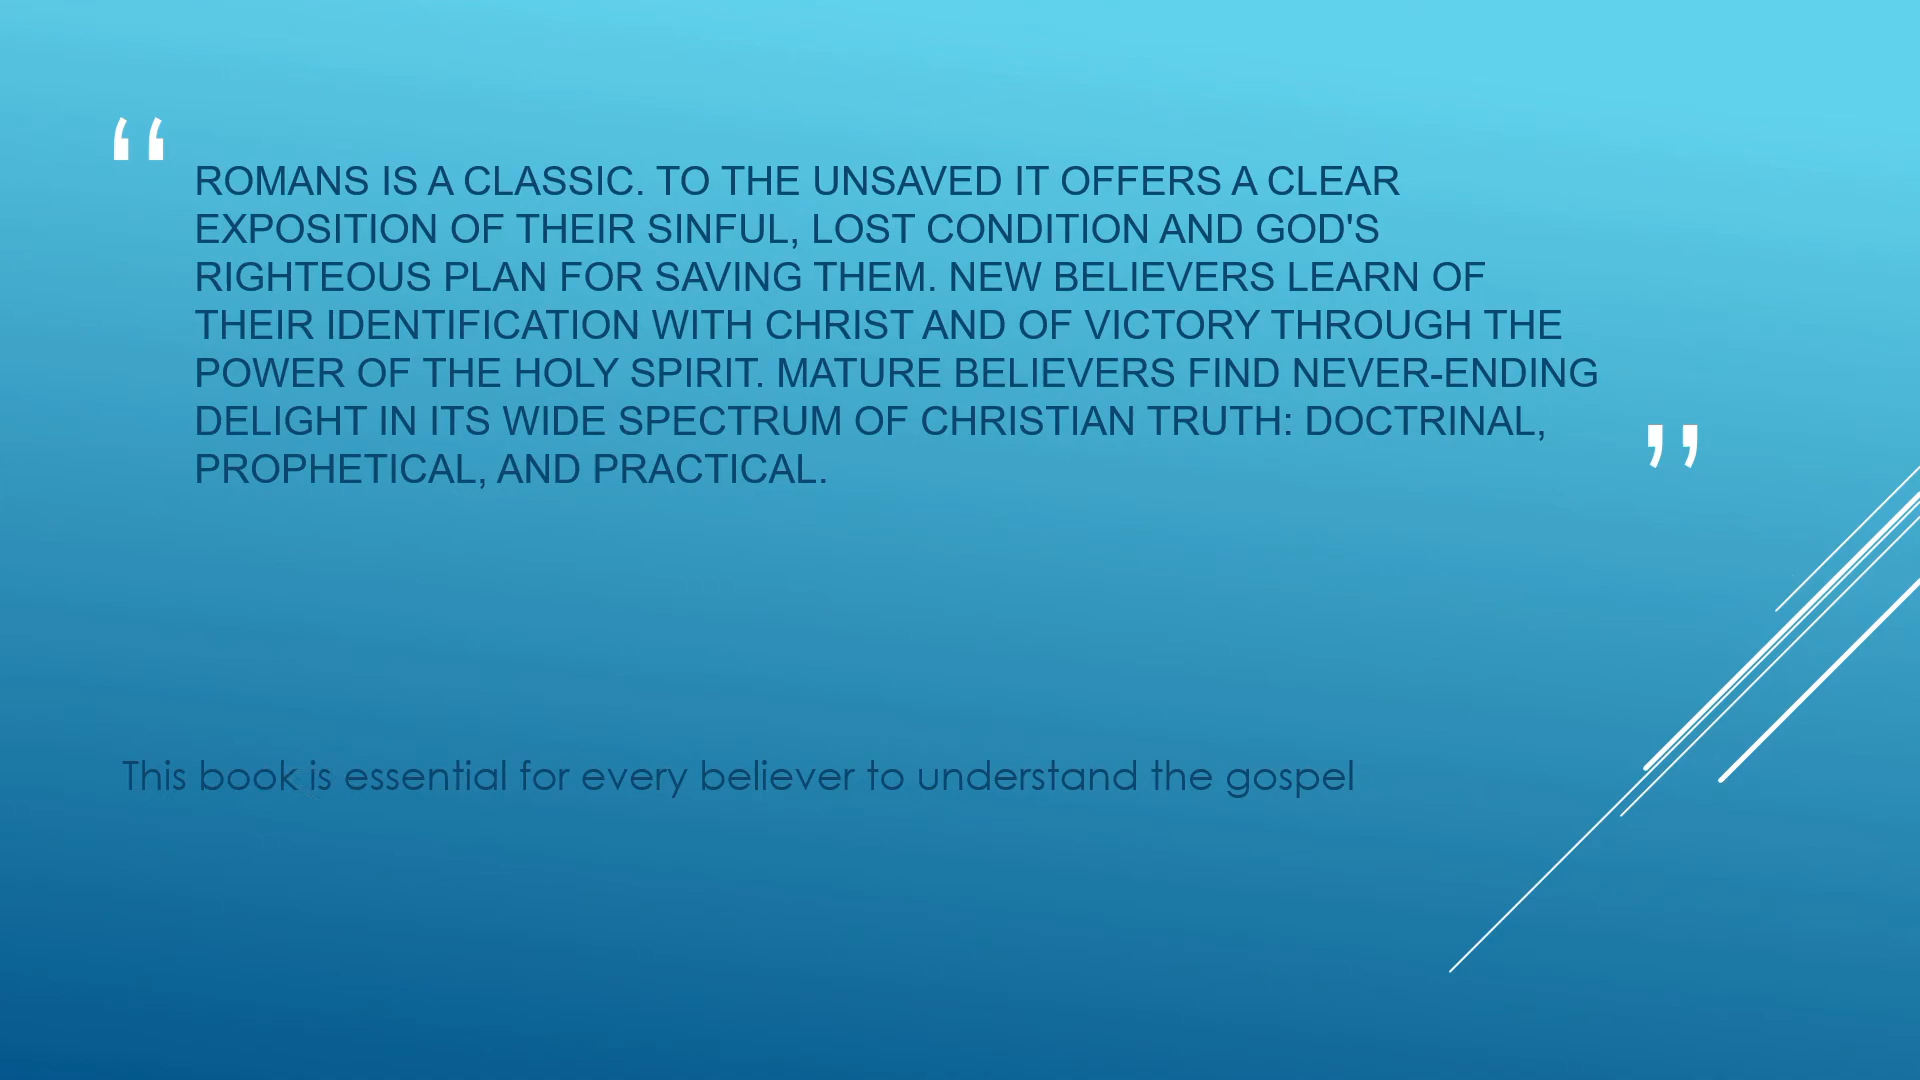 “
ROMANS IS A CLASSIC. TO THE UNSAVED IT OFFERS A CLEAR
EXPOSITION OF THEIR SINFUL, LOST CONDITION AND GOD'S
RIGHTEOUS PLAN FOR SAVING THEM. NEW BELIEVERS LEARN OF
THEIR IDENTIFICATION WITH CHRIST AND OF VICTORY THROUGH THE
POWER OF THE HOLY SPIRIT. MATURE BELIEVERS FIND NEVER-ENDING
DELIGHT IN ITS WIDE SPECTRUM OF CHRISTIAN TRUTH: DOCTRINAL,
PROPHETICAL, AND PRACTICAL.
”
This book is essential for every believer to understand the gospel